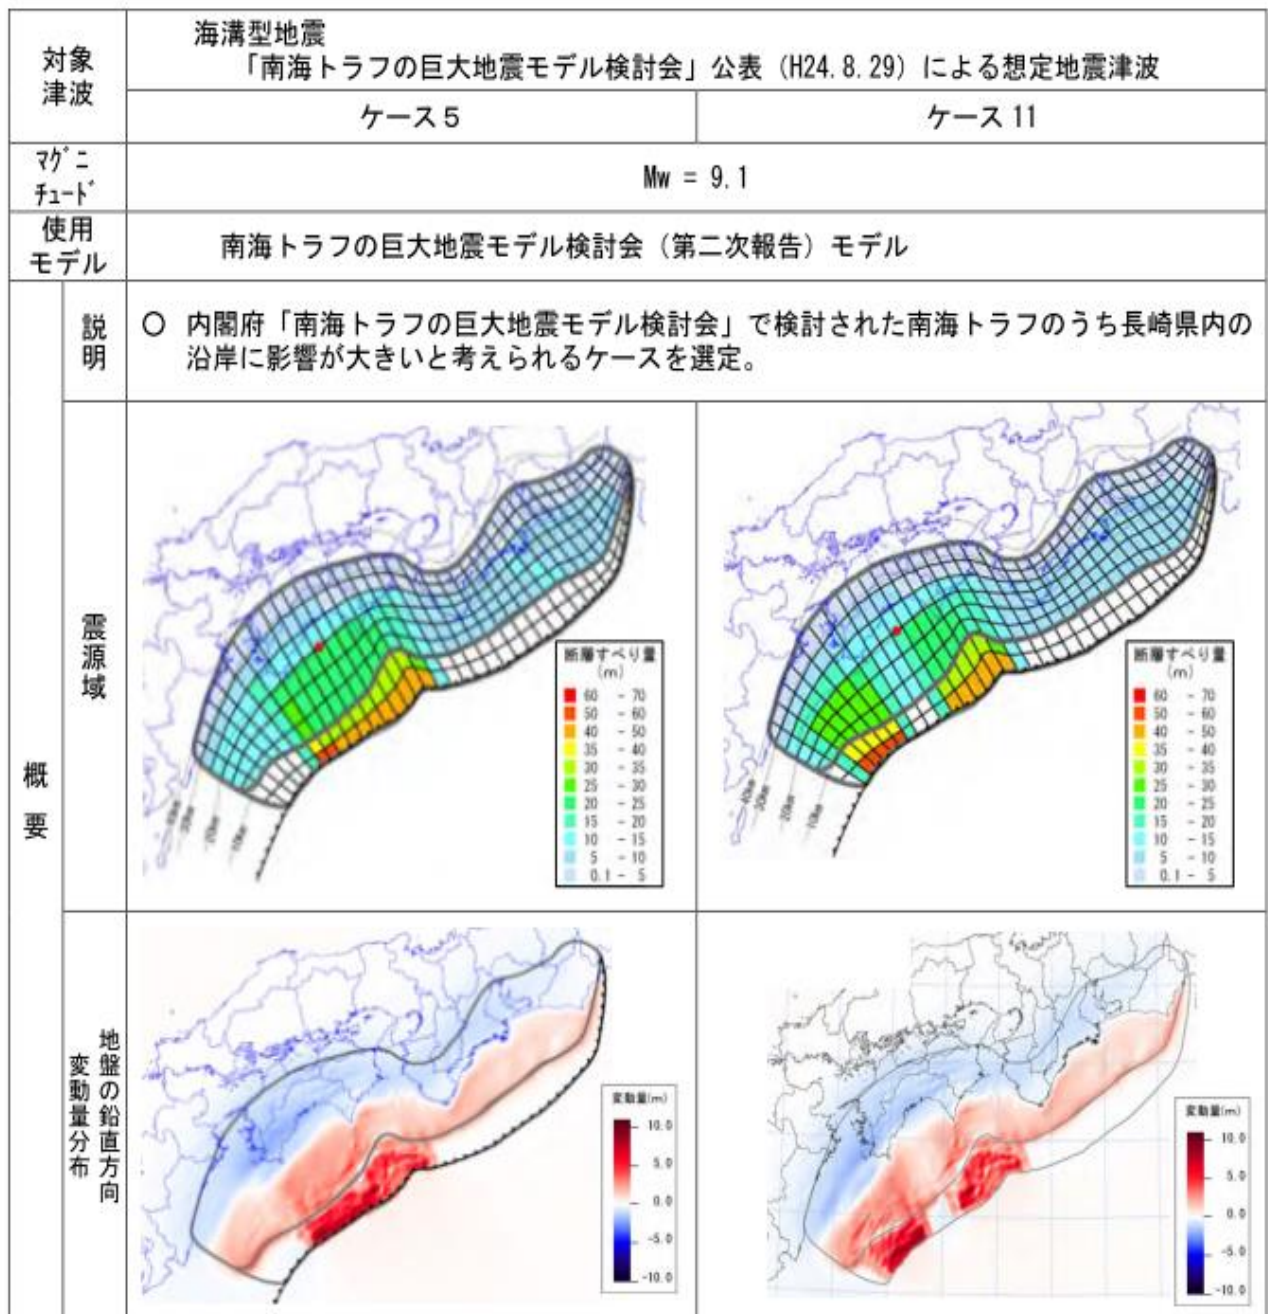 対象
津波
海溝型地震
「南海トラフの巨大地震モデル検討会」公表（H24.8.29）による想定地震津波
ケース５
ケース 11
ﾏｸﾞﾆ
ﾁｭｰﾄﾞ
Mw = 9.1
使用
モデル
南海トラフの巨大地震モデル検討会（第二次報告）モデル
概要
説明
○ 内閣府「南海トラフの巨大地震モデル検討会」で検討された南海トラフのうち長崎県内の
沿岸に影響が大きいと考えられるケースを選定。
震源域
40km
30km
20km
10km
断層すべり量
(m)
60 - 70
50 - 60
40 - 50
35 - 40
30 - 35
25 - 30
20 - 25
15 - 20
10 - 15
5 - 10
0.1 - 5
40km
30km
20km
10km
断層すべり量
(m)
60 - 70
50 - 60
40 - 50
35 - 40
30 - 35
25 - 30
20 - 25
15 - 20
10 - 15
5 - 10
0.1 - 5
地盤の鉛直方向
変動量分布
変動量(m)
10.0
5.0
0.0
-5.0
-10.0
変動量(m)
10.0
5.0
0.0
-5.0
-10.0